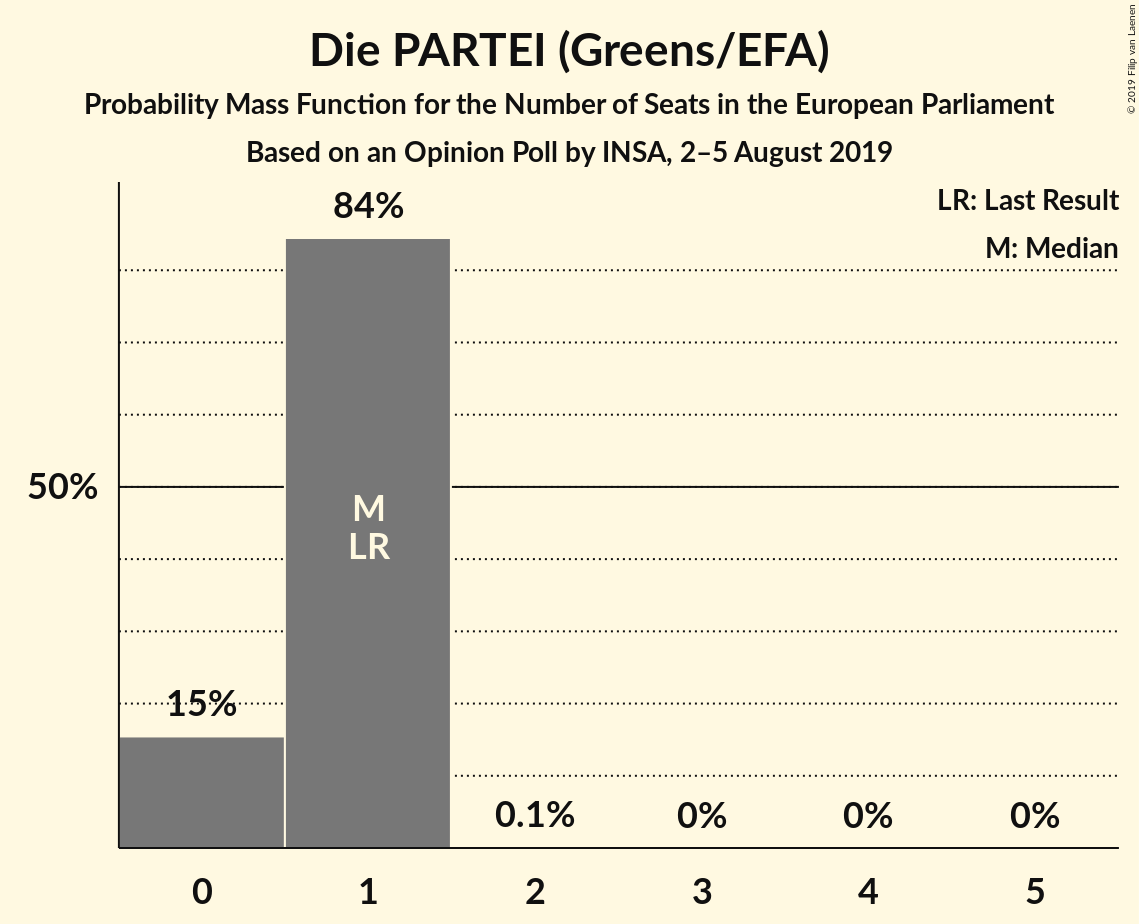 Die PARTEI (Greens/EFA)
Probability Mass Function for the Number of Seats in the European Parliament
Based on an Opinion Poll by INSA, 2–5 August 2019
© 2019 Filip van Laenen
LR: Last Result
M: Median
84%
50%
M
LR
15%
0.1%
0%
0%
0%
0
1
2
3
4
5